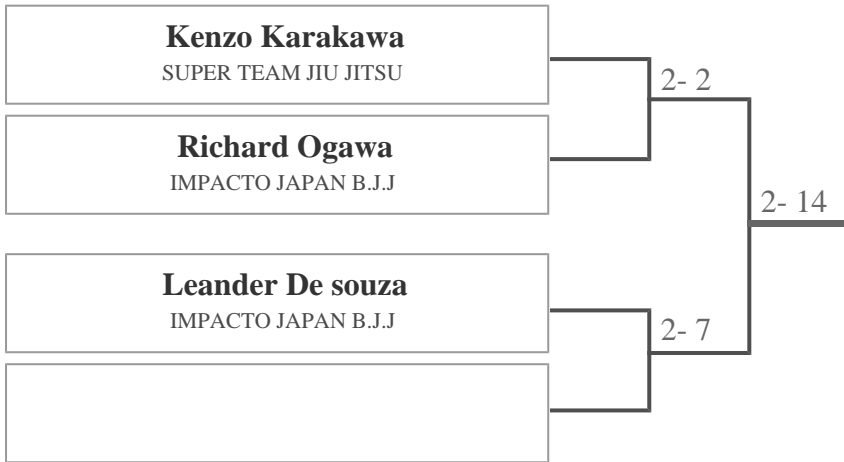 Kenzo Karakawa
SUPER TEAM JIU JITSU
2- 2
Richard Ogawa
IMPACTO JAPAN B.J.J
2- 14
Leander De souza
IMPACTO JAPAN B.J.J
2- 7